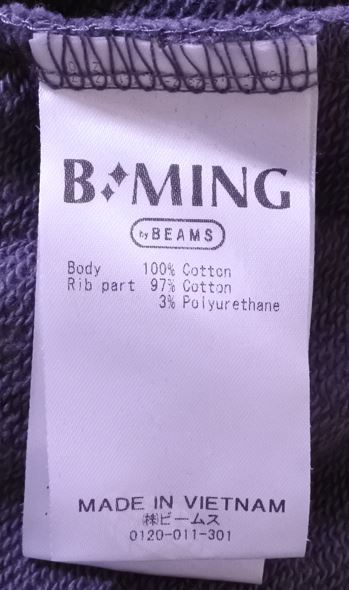 B MING
by BEAMS
Body 100% Cotton
Rib part 97% Cotton
3% Polyurethane
MADE IN VIETNAM
㈱ビームス
0120-011-301